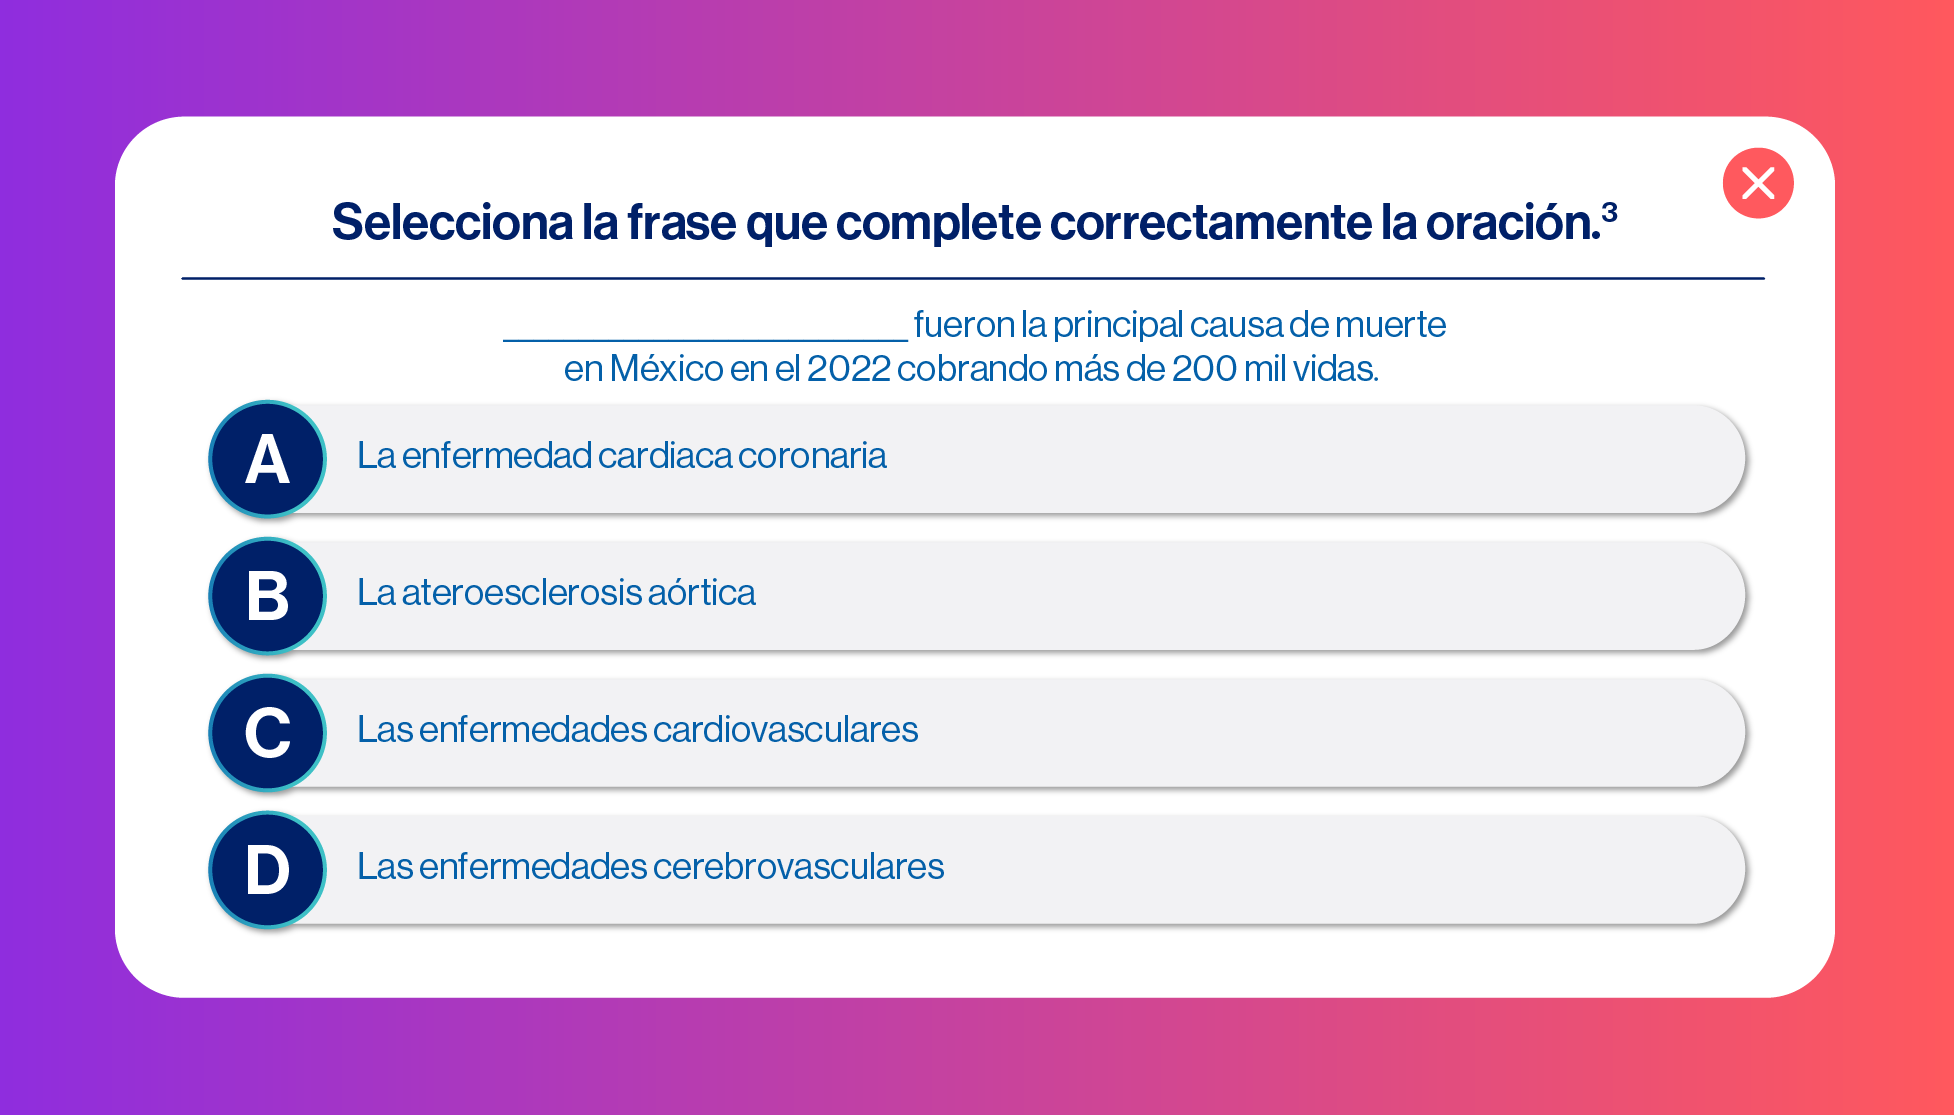 Selecciona la frase que complete correctamente la oración.³
____________________ fueron la principal causa de muerte
en México en el 2022 cobrando más de 200 mil vidas.
A La enfermedad cardiaca coronaria
B La ateroesclerosis aórtica
C Las enfermedades cardiovasculares
D Las enfermedades cerebrovasculares